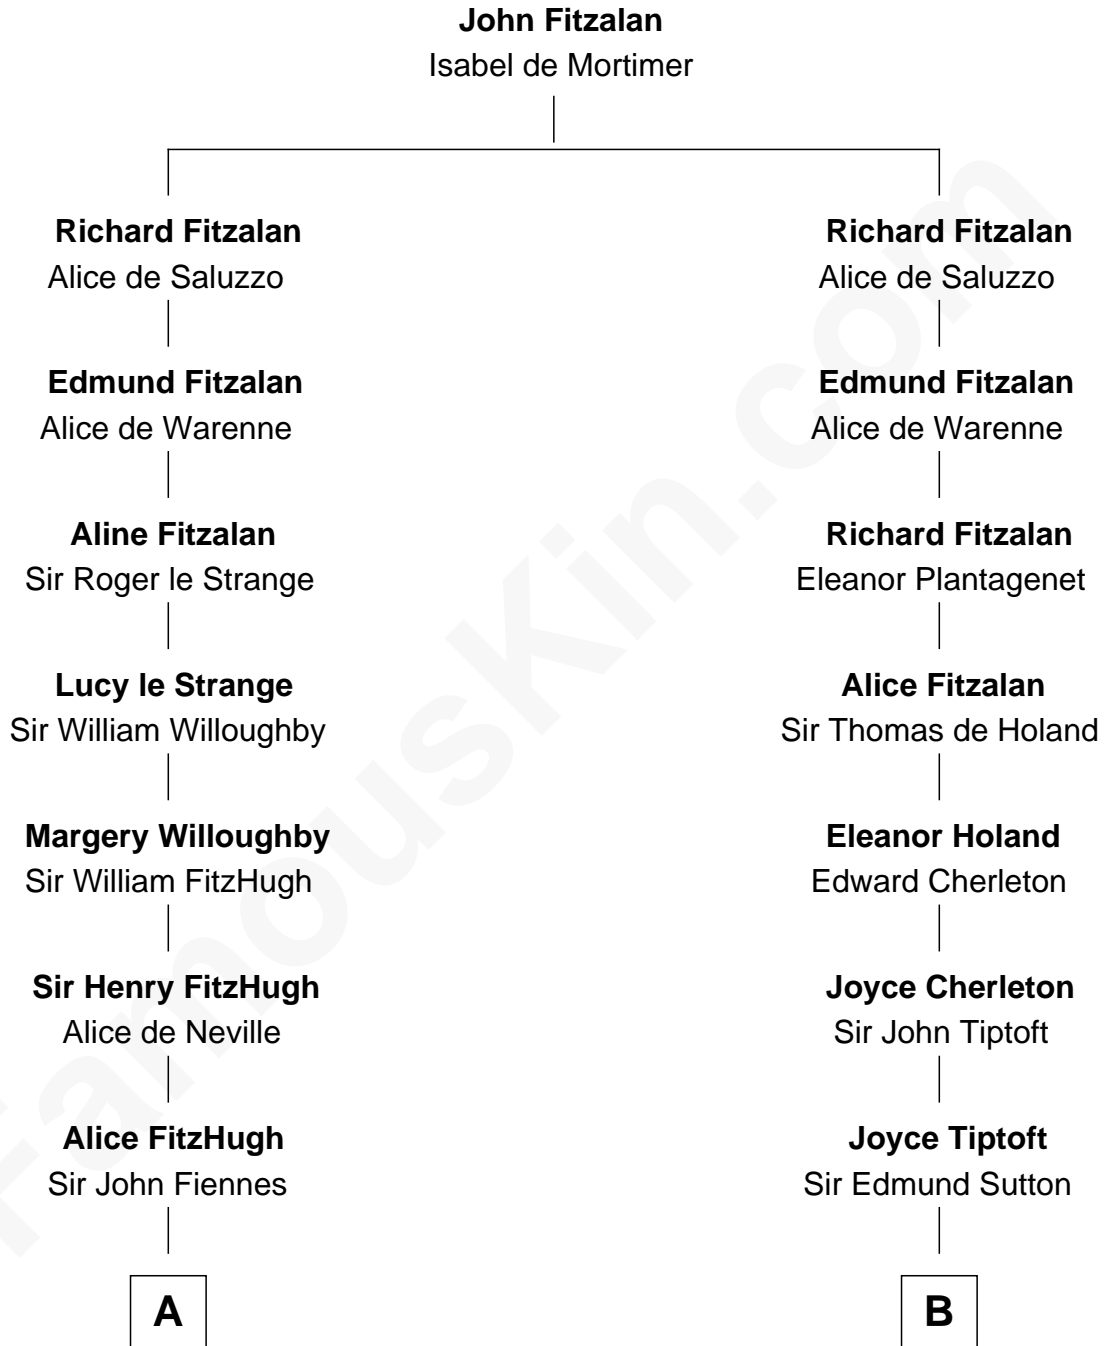 John Fitzalan
Isabel de Mortimer
Richard Fitzalan
Alice de Saluzzo
Edmund Fitzalan
Alice de Warenne
Aline Fitzalan
Sir Roger le Strange
Lucy le Strange
Sir William Willoughby
Margery Willoughby
Sir William FitzHugh
Sir Henry FitzHugh
Alice de Neville
Alice FitzHugh
Sir John Fiennes
A
Richard Fitzalan
Alice de Saluzzo
Edmund Fitzalan
Alice de Warenne
Richard Fitzalan
Eleanor Plantagenet
Alice Fitzalan
Sir Thomas de Holand
Eleanor Holand
Edward Cherleton
Joyce Cherleton
Sir John Tiptoft
Joyce Tiptoft
Sir Edmund Sutton
B
FamousKin.com